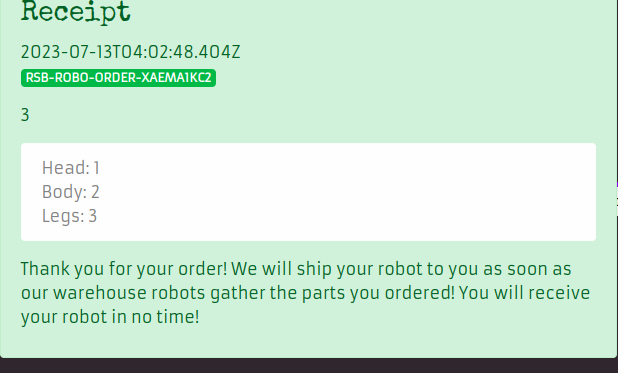 Receipt
2023-07-13T04:02:48.404Z
RSB-ROBO-ORDER-XAEMA1KC2
3
Head: 1
Body: 2
Legs: 3
Thank you for your order! We will ship your robot to you as soon as
our warehouse robots gather the parts you ordered! You will receive
your robot in no time!